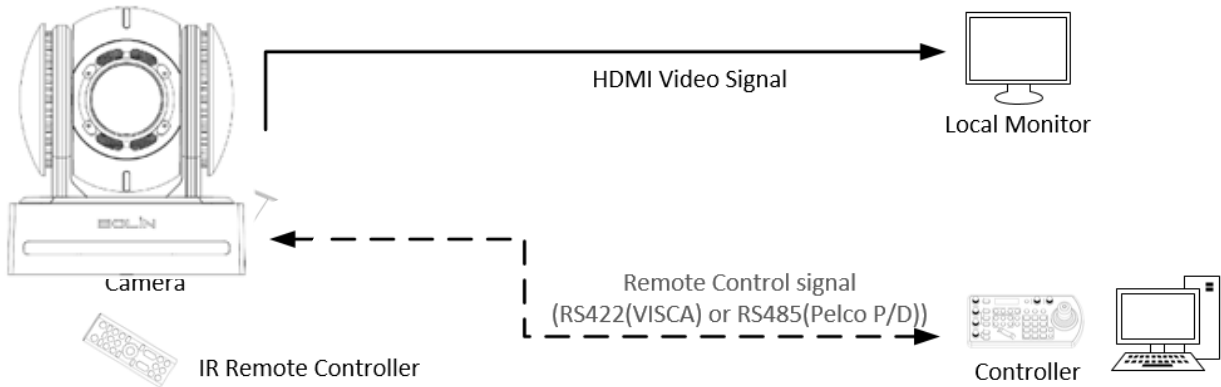 HDMI Video Signal
Local Monitor
BOLIN
Camera
Remote Control signal
(RS422(VISCA) or RS485(Pelco P/D))
IR Remote Controller
Controller